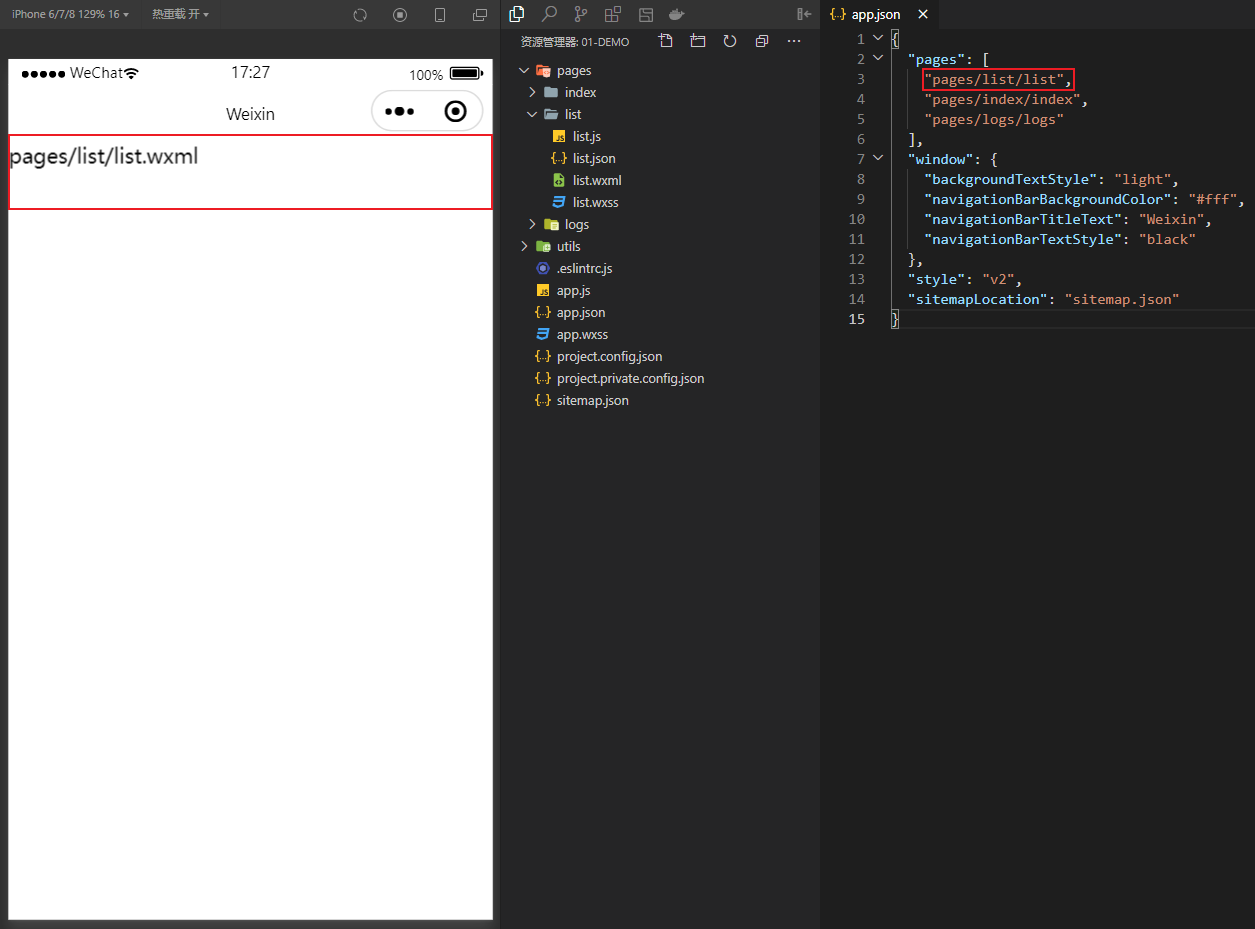 iPhone 6/7/8 129% 16
热重载 开
WeChat
17:27
100%
Weixin
pages/list/list.wxml
资源管理器: 01-DEMO
pages
index
list
JS list.js
{..} list.json
list.wxml
list.wxss
logs
utils
.eslintrc.js
JS app.js
{..} app.json
app.wxss
{..} project.config.json
{..} project.private.config.json
{..} sitemap.json
{..} app.json
1 {
2 "pages": [
3 "pages/list/list",
4 "pages/index/index",
5 "pages/logs/logs"
6 ],
7 "window": {
8 "backgroundTextStyle": "light",
9 "navigationBarBackgroundColor": "#fff",
10 "navigationBarTitleText": "Weixin",
11 "navigationBarTextStyle": "black"
12 },
13 "style": "v2",
14 "sitemapLocation": "sitemap.json"
15 }